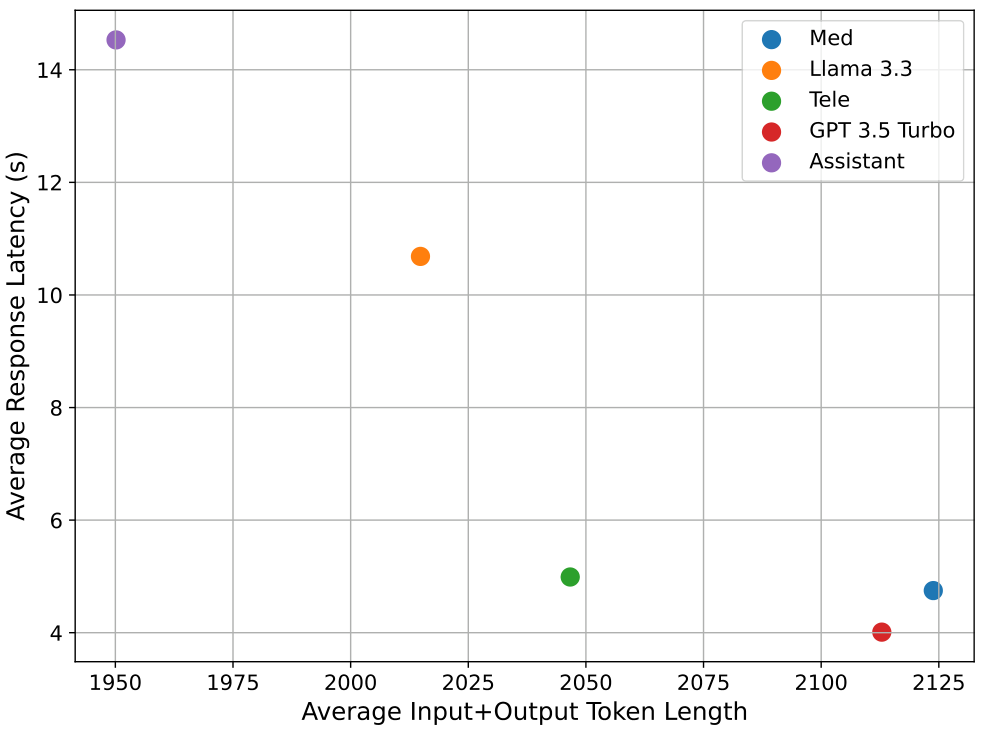 Med
Llama 3.3
Tele
GPT 3.5 Turbo
Assistant
Average Response Latency (s)
14
12
10
8
6
4
1950 1975 2000 2025 2050 2075 2100 2125
Average Input+Output Token Length